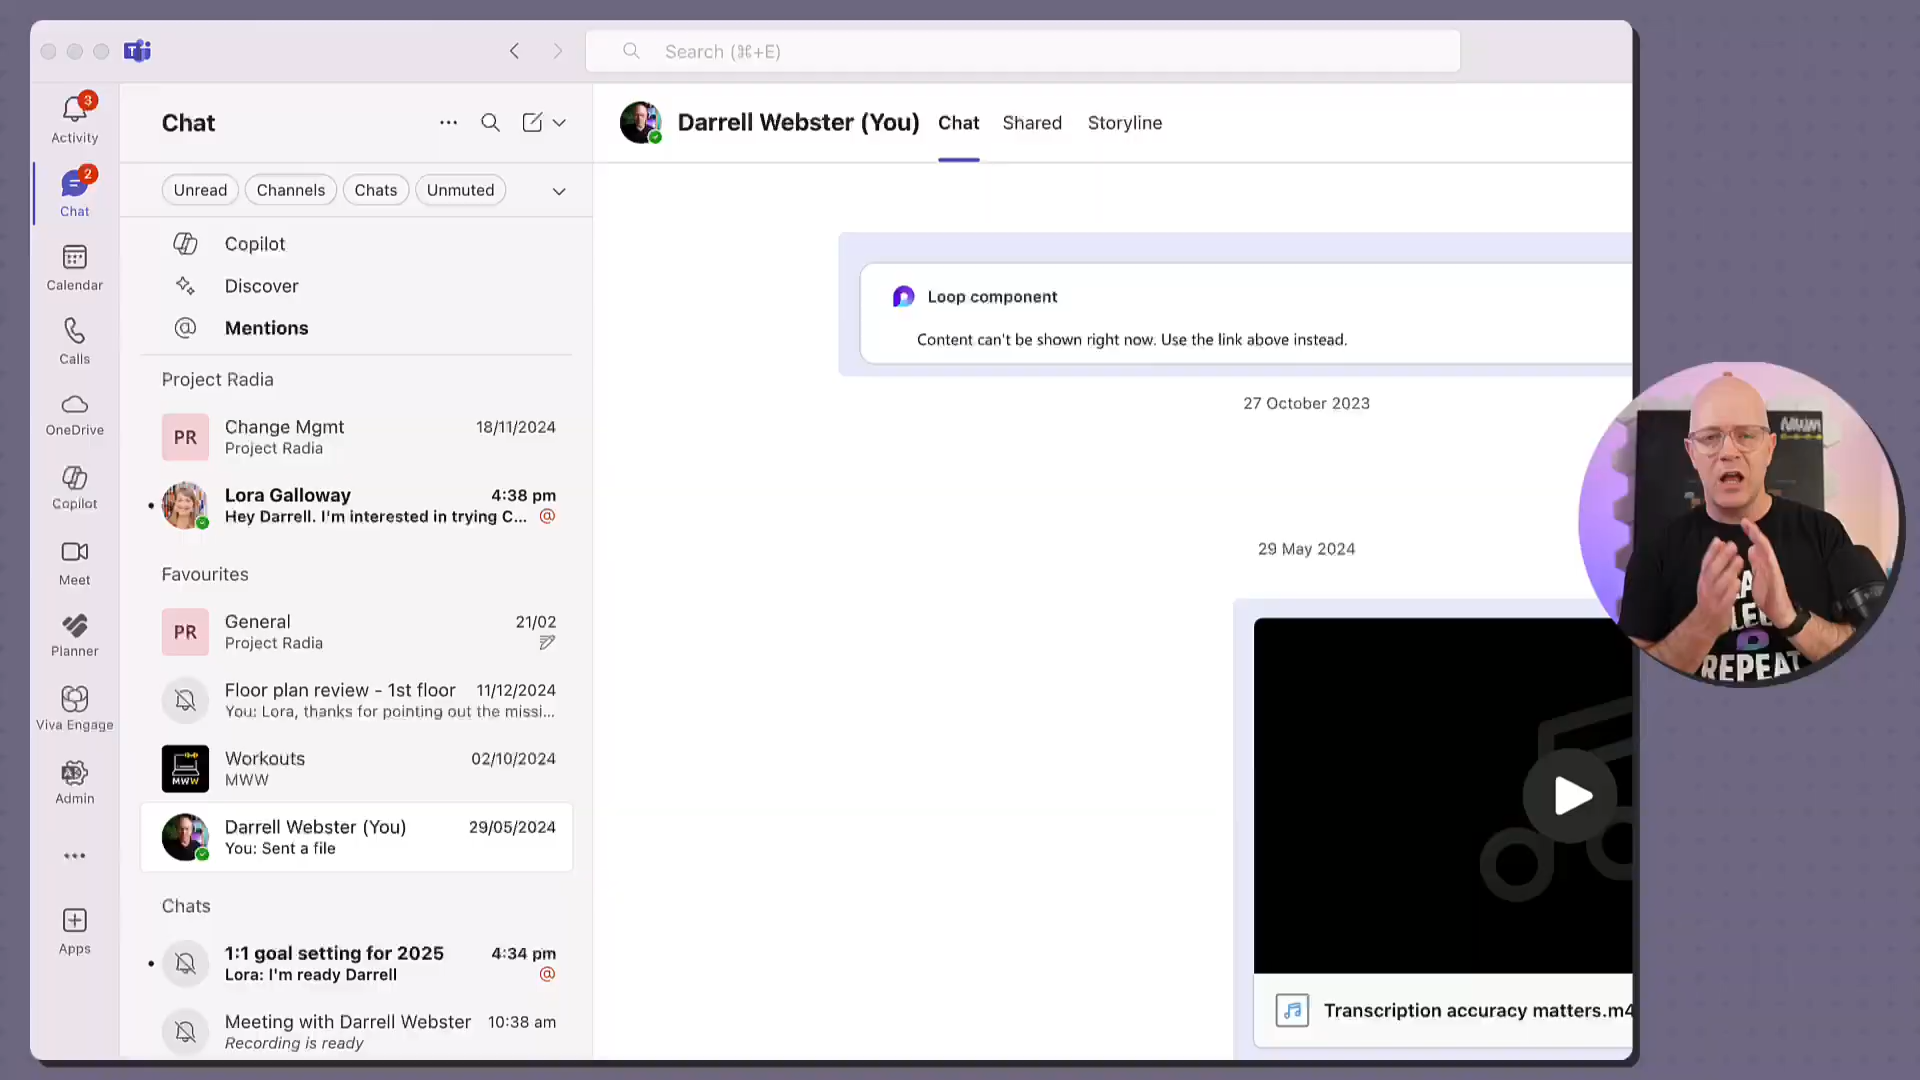 Search (⌘+E)
3
Activity
2
Chat
Calendar
Calls
OneDrive
Copilot
Meet
Planner
Viva Engage
Admin
Apps
Chat
Unread
Channels
Chats
Unmuted
Copilot
Discover
Mentions
Project Radia
PR
Change Mgmt 18/11/2024
Project Radia
Lora Galloway 4:38 pm
Hey Darrell. I'm interested in trying C... @
Favourites
PR
General 21/02
Project Radia
Floor plan review - 1st floor 11/12/2024
You: Lora, thanks for pointing out the missi...
MWW
Workouts 02/10/2024
MWW
Darrell Webster (You) 29/05/2024
You: Sent a file
Chats
1:1 goal setting for 2025 4:34 pm
Lora: I'm ready Darrell @
Meeting with Darrell Webster 10:38 am
Recording is ready
Darrell Webster (You)
Chat
Shared
Storyline
Loop component
Content can't be shown right now. Use the link above instead.
27 October 2023
29 May 2024
Transcription accuracy matters.m4
MWW
REPEAT